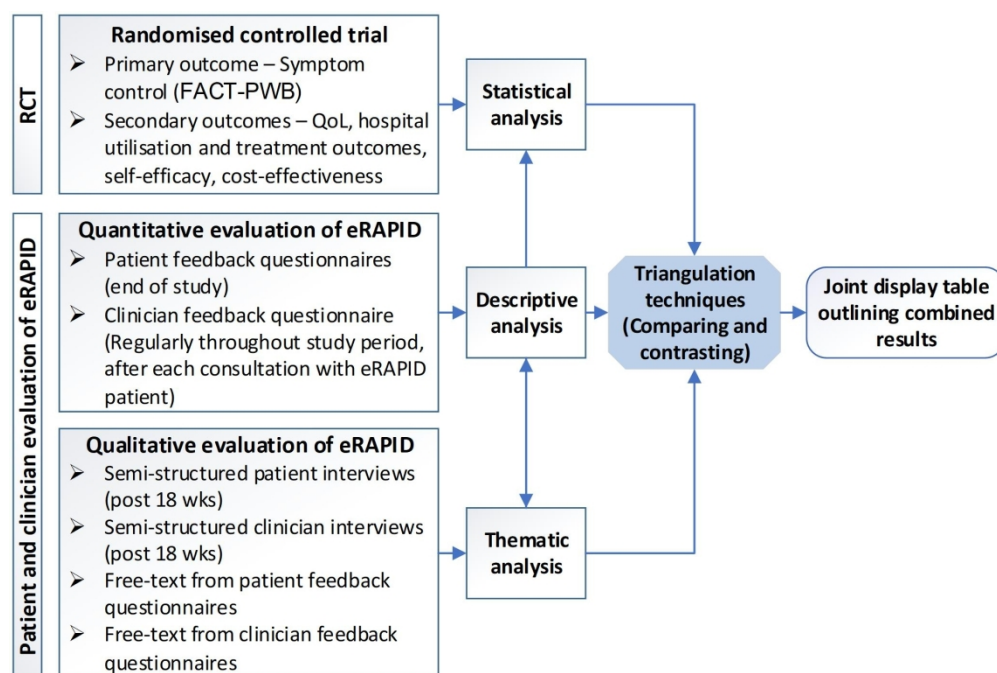 RCT
Randomised controlled trial
➢ Primary outcome – Symptom
control (FACT-PWB)
➢ Secondary outcomes – QoL, hospital
utilisation and treatment outcomes,
self-efficacy, cost-effectiveness
Statistical
analysis
Patient and clinician evaluation of eRAPID
Quantitative evaluation of eRAPID
➢ Patient feedback questionnaires
(end of study)
➢ Clinician feedback questionnaire
(Regularly throughout study period,
after each consultation with eRAPID
patient)
Descriptive
analysis
Triangulation
techniques
(Comparing and
contrasting)
Joint display table
outlining combined
results
Qualitative evaluation of eRAPID
➢ Semi-structured patient interviews
(post 18 wks)
➢ Semi-structured clinician interviews
(post 18 wks)
➢ Free-text from patient feedback
questionnaires
➢ Free-text from clinician feedback
questionnaires
Thematic
analysis